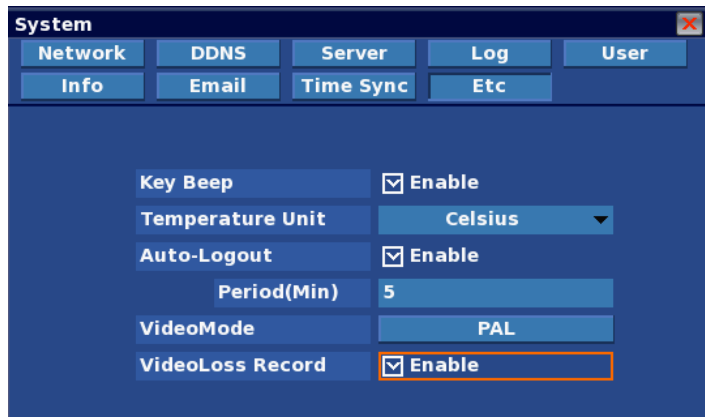 System
Network DDNS Server Log User
Info Email Time Sync Etc
Key Beep Enable
Temperature Unit Celsius
Auto-Logout Enable
Period(Min) 5
VideoMode PAL
VideoLoss Record Enable